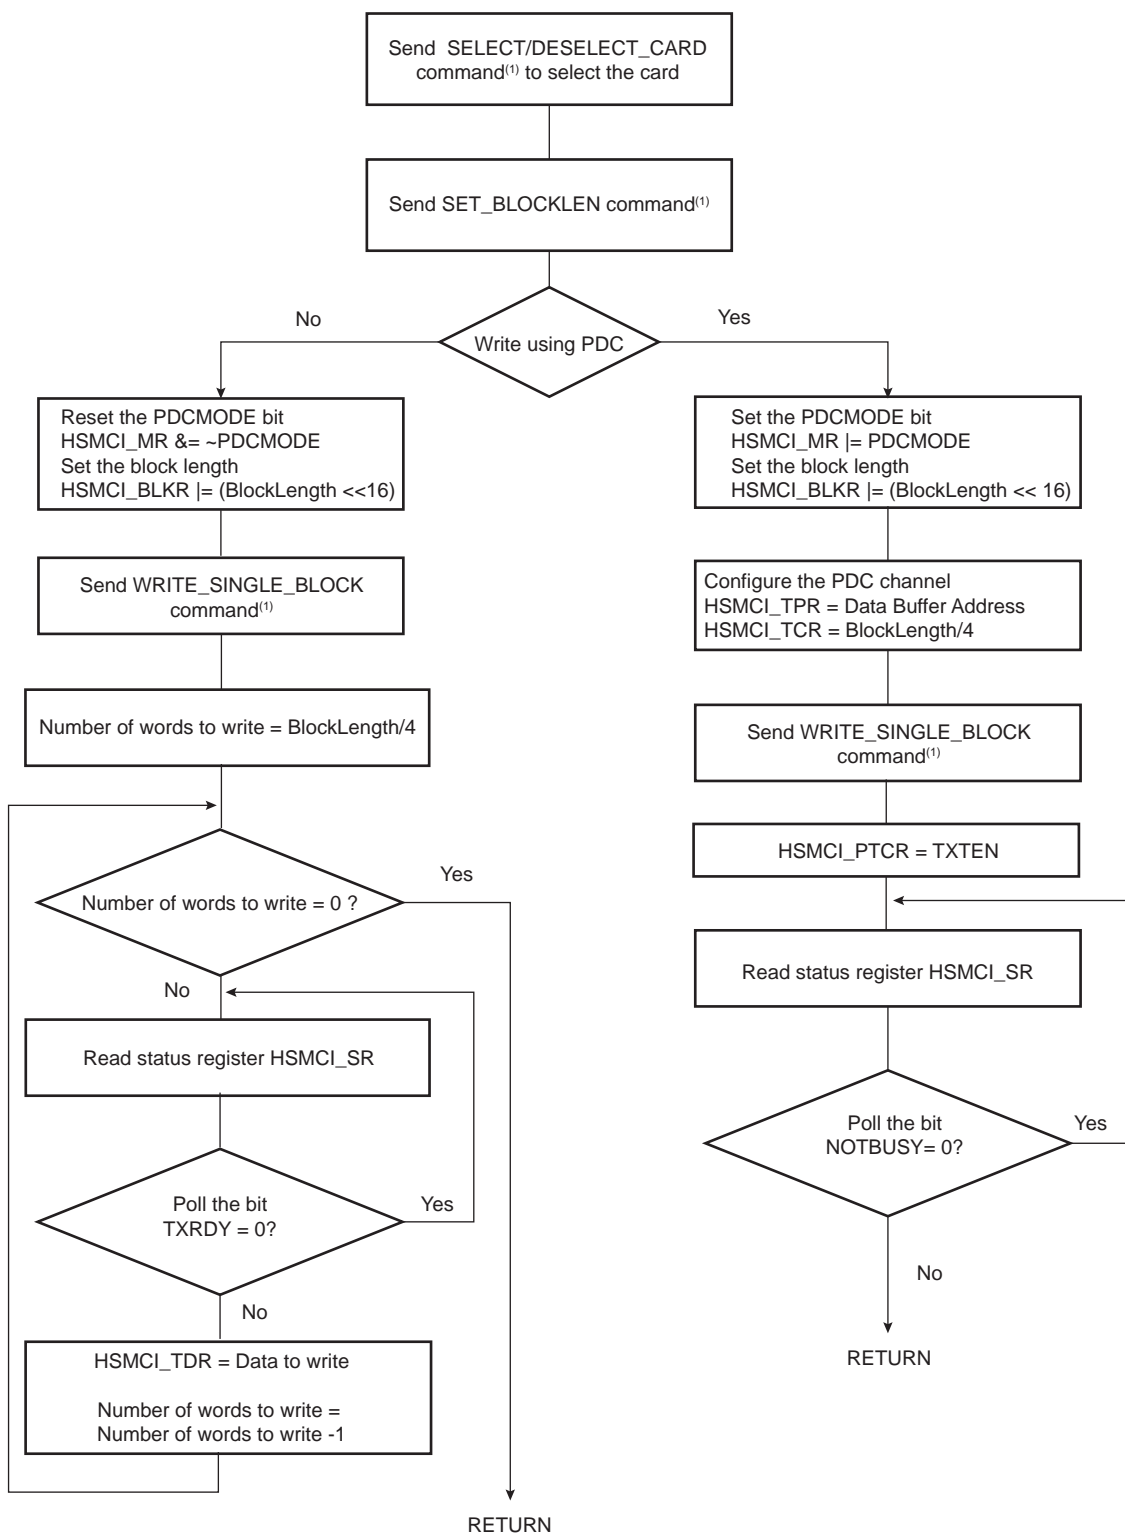 Send SELECT/DESELECT_CARD
command(1) to select the card
Send SET_BLOCKLEN command(1)
No
Yes
Write using PDC
Reset the PDCMODE bit
HSMCI_MR &= ~PDCMODE
Set the block length
HSMCI_BLKR |= (BlockLength <<16)
Send WRITE_SINGLE_BLOCK
command(1)
Number of words to write = BlockLength/4
Number of words to write = 0 ?
Yes
No
Read status register HSMCI_SR
Poll the bit
TXRDY = 0?
Yes
No
HSMCI_TDR = Data to write
Number of words to write =
Number of words to write -1
RETURN
Set the PDCMODE bit
HSMCI_MR |= PDCMODE
Set the block length
HSMCI_BLKR |= (BlockLength << 16)
Configure the PDC channel
HSMCI_TPR = Data Buffer Address
HSMCI_TCR = BlockLength/4
Send WRITE_SINGLE_BLOCK
command(1)
HSMCI_PTCR = TXTEN
Read status register HSMCI_SR
Poll the bit
NOTBUSY= 0?
Yes
No
RETURN